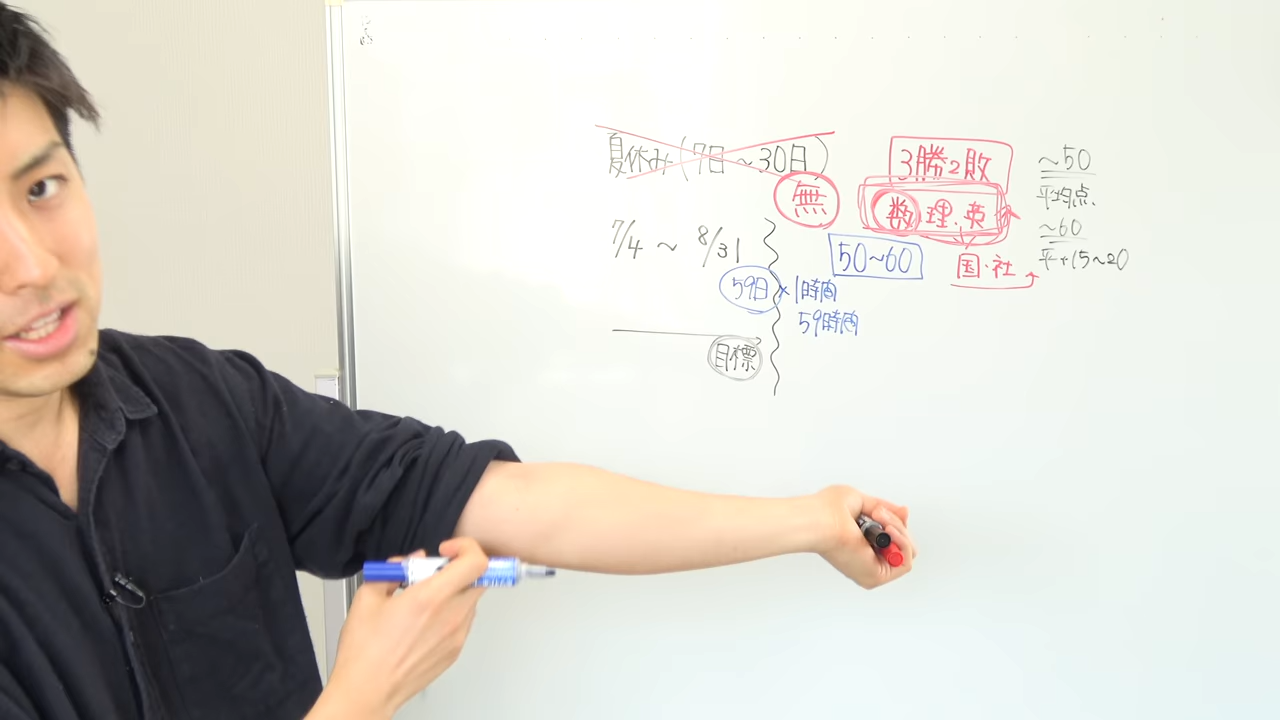 夏休み(7日~30日)
無
7/4 ~ 8/31
59日×1時間
59時間
目標
3勝2敗
数理.英
50~60
国・社
~50
平均点
~60
平+15~20